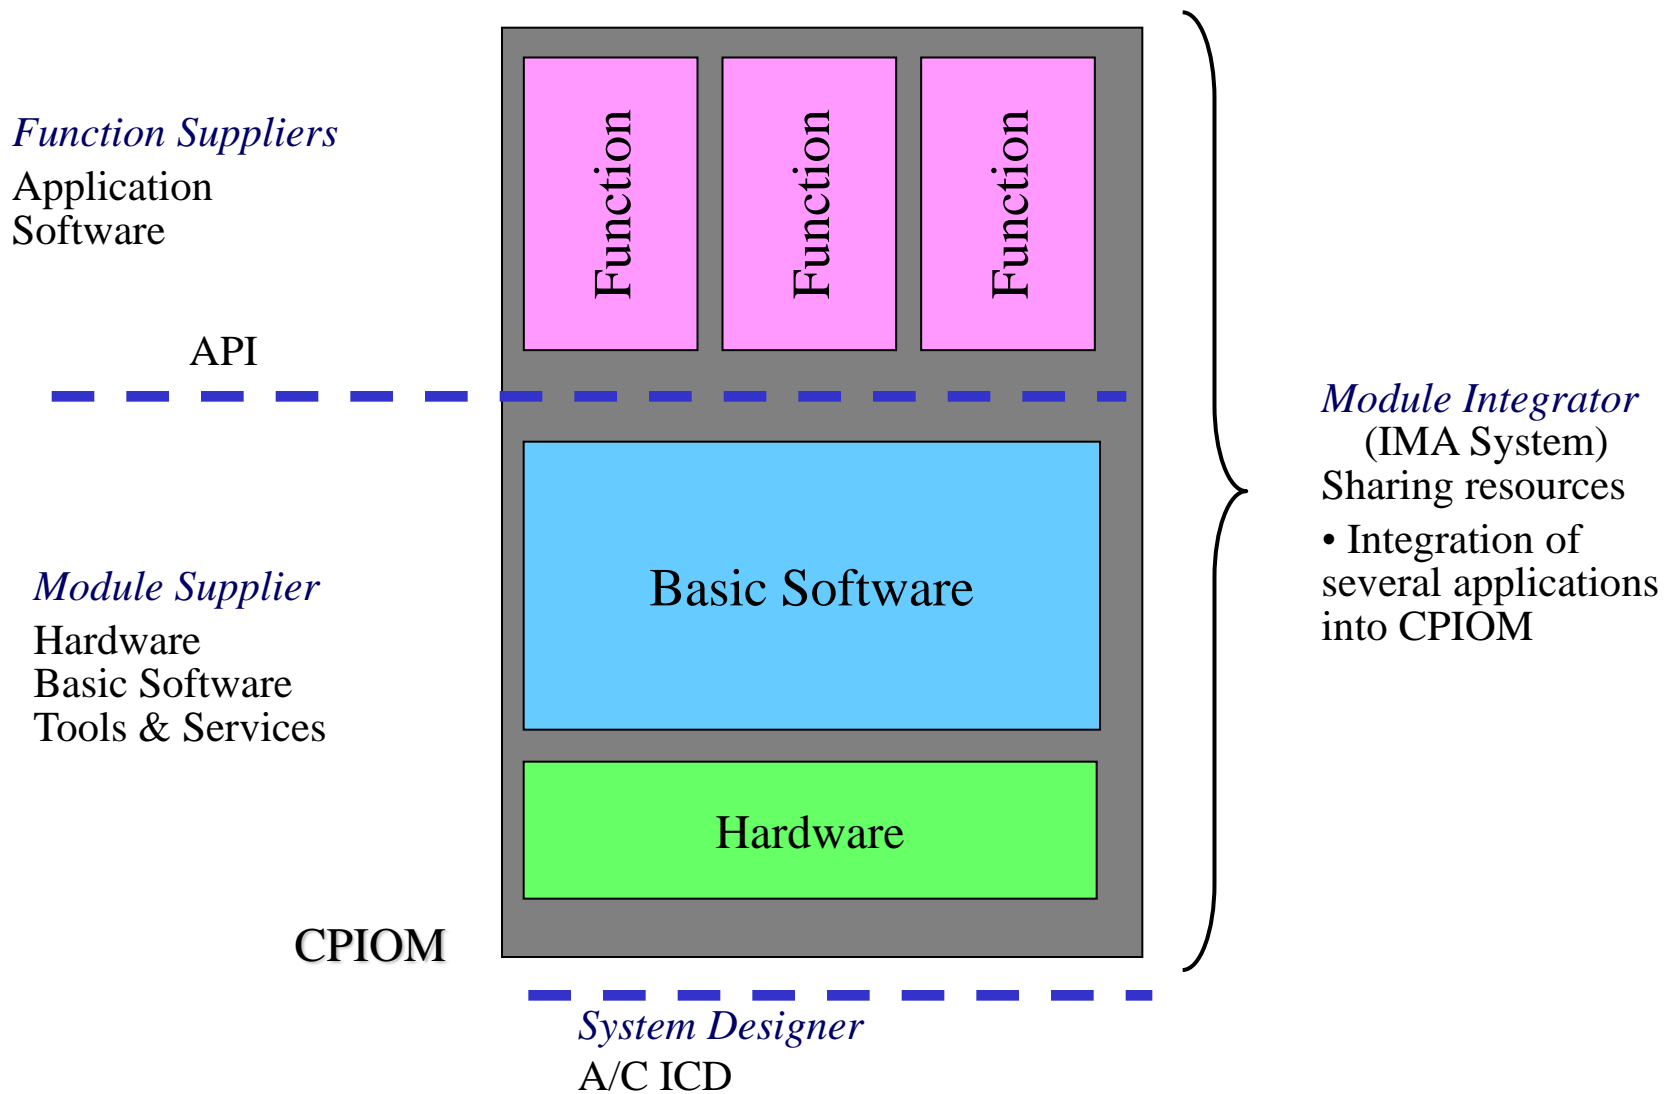 Function Suppliers
Application
Software
API
Function
Function
Function
Module Supplier
Hardware
Basic Software
Tools & Services
Basic Software
Hardware
CPIOM
Module Integrator
(IMA System)
Sharing resources
• Integration of
several applications
into CPIOM
System Designer
A/C ICD